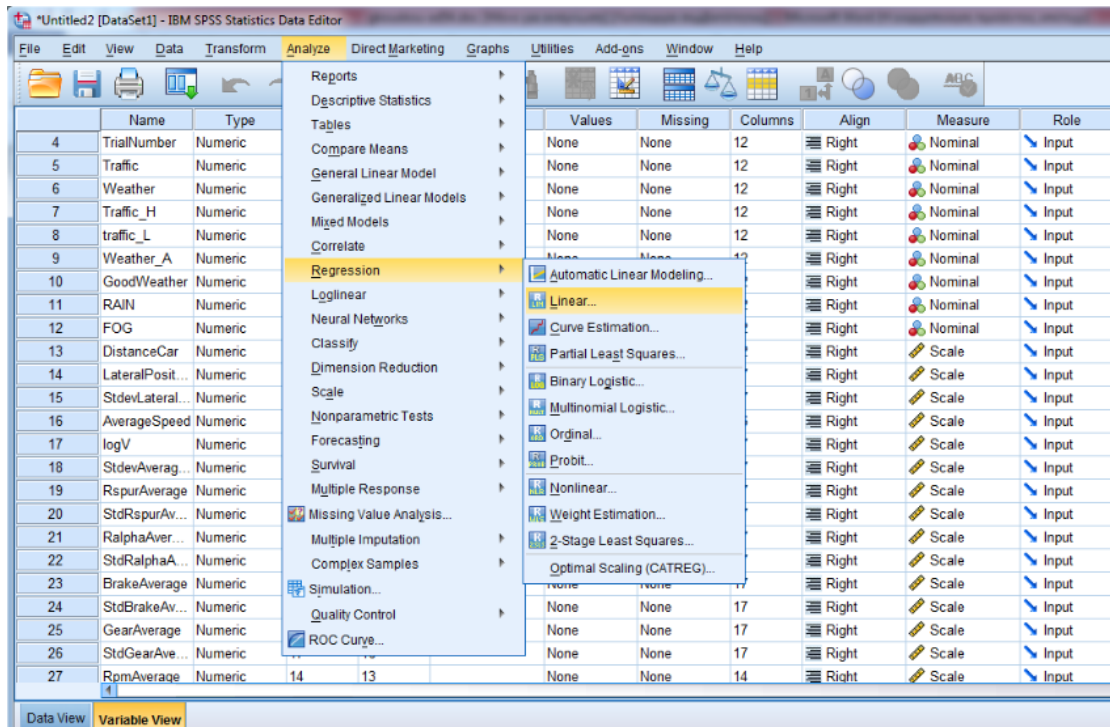 *Untitled2 [DataSet1] - IBM SPSS Statistics Data Editor
File Edit View Data Transform Analyze Direct Marketing Graphs Utilities Add-ons Window Help
Reports
Descriptive Statistics
Tables
Compare Means
General Linear Model
Generalized Linear Models
Mixed Models
Correlate
Regression
Loglinear
Neural Networks
Classify
Dimension Reduction
Scale
Nonparametric Tests
Forecasting
Survival
Multiple Response
Missing Value Analysis...
Multiple Imputation
Complex Samples
Simulation...
Quality Control
ROC Curve...
Automatic Linear Modeling...
Linear...
Curve Estimation...
Partial Least Squares...
Binary Logistic...
Multinomial Logistic...
Ordinal...
Probit...
Nonlinear...
Weight Estimation...
2-Stage Least Squares...
Optimal Scaling (CATREG)...
Name Type Values Missing Columns Align Measure Role
4 TrialNumber Numeric None None 12 Right Nominal Input
5 Traffic Numeric None None 12 Right Nominal Input
6 Weather Numeric None None 12 Right Nominal Input
7 Traffic_H Numeric None None 12 Right Nominal Input
8 traffic_L Numeric None None 12 Right Nominal Input
9 Weather_A Numeric None None 12 Right Nominal Input
10 GoodWeather Numeric Right Nominal Input
11 RAIN Numeric Right Nominal Input
12 FOG Numeric Right Nominal Input
13 DistanceCar Numeric Right Scale Input
14 LateralPosit... Numeric Right Scale Input
15 StdevLateral... Numeric Right Scale Input
16 AverageSpeed Numeric Right Scale Input
17 logV Numeric Right Scale Input
18 StdevAverag... Numeric Right Scale Input
19 RspurAverage Numeric Right Scale Input
20 StdRspurAv... Numeric Right Scale Input
21 RalphaAver... Numeric Right Scale Input
22 StdRalphaA... Numeric Right Scale Input
23 BrakeAverage Numeric None None 17 Right Scale Input
24 StdBrakeAv... Numeric None None 17 Right Scale Input
25 GearAverage Numeric None None 17 Right Scale Input
26 StdGearAve... Numeric None None 17 Right Scale Input
27 RpmAverage Numeric 14 13 None None 14 Right Scale Input
Data View Variable View